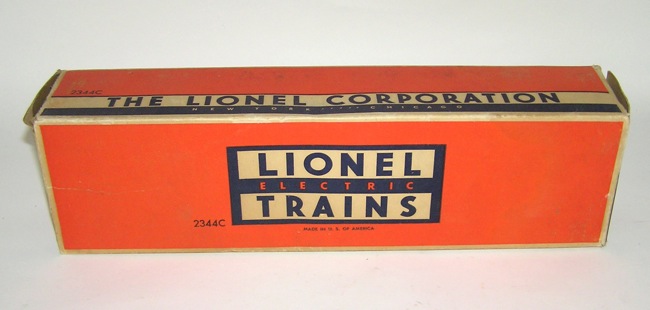 2344C
THE LIONEL CORPORATION
NEW YORK CHICAGO
LIONEL
ELECTRIC
TRAINS
2344C
MADE IN U. S. OF AMERICA